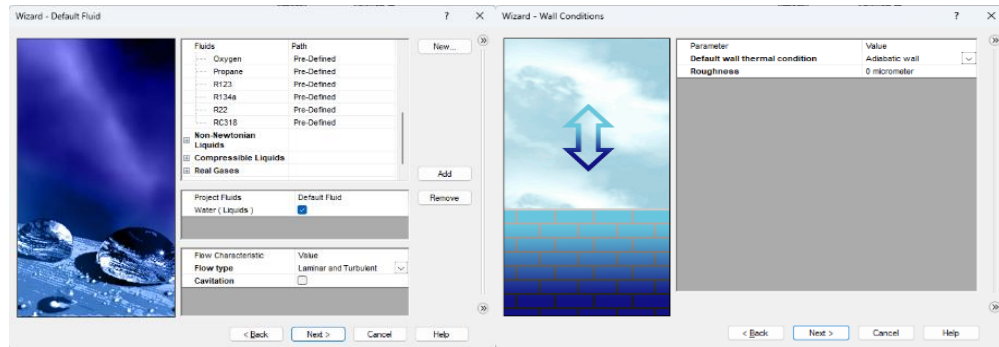 Wizard - Default Fluid ? ×
Fluids Path
Oxygen Pre-Defined
Propane Pre-Defined
R123 Pre-Defined
R134a Pre-Defined
R22 Pre-Defined
RC318 Pre-Defined
Non-Newtonian
Liquids
Compressible Liquids
Real Gases
New...
Add
Project Fluids Default Fluid
Water ( Liquids )
Remove
Flow Characteristic Value
Flow type Laminar and Turbulent
Cavitation
< Back Next > Cancel Help
Wizard - Wall Conditions ? ×
Parameter Value
Default wall thermal condition Adiabatic wall
Roughness 0 micrometer
< Back Next > Cancel Help